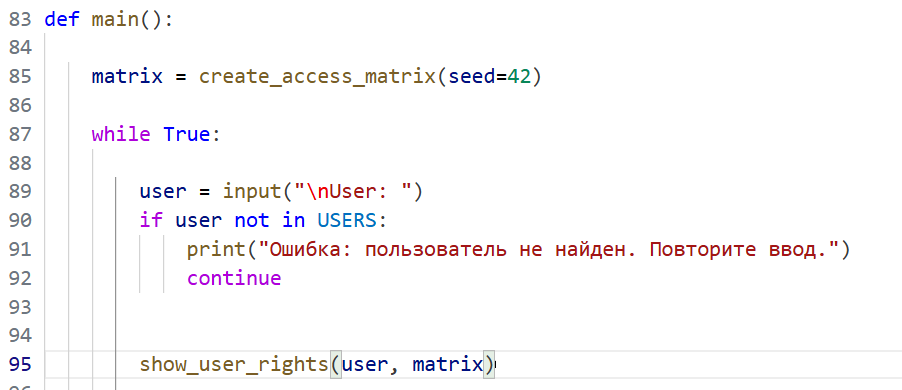 83 def main():
84
85     matrix = create_access_matrix(seed=42)
86
87     while True:
88
89         user = input("\nUser: ")
90         if user not in USERS:
91             print("Ошибка: пользователь не найден. Повторите ввод.")
92             continue
93
94
95         show_user_rights(user, matrix)